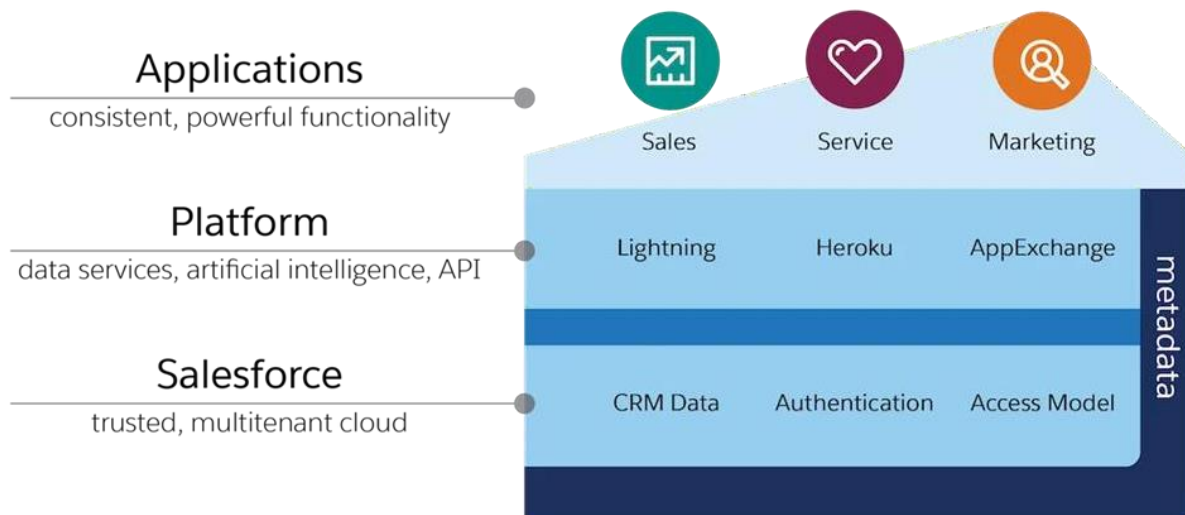 Applications
consistent, powerful functionality
Sales
Service
Marketing
Platform
data services, artificial intelligence, API
Lightning
Heroku
AppExchange
Salesforce
trusted, multitenant cloud
CRM Data
Authentication
Access Model
metadata